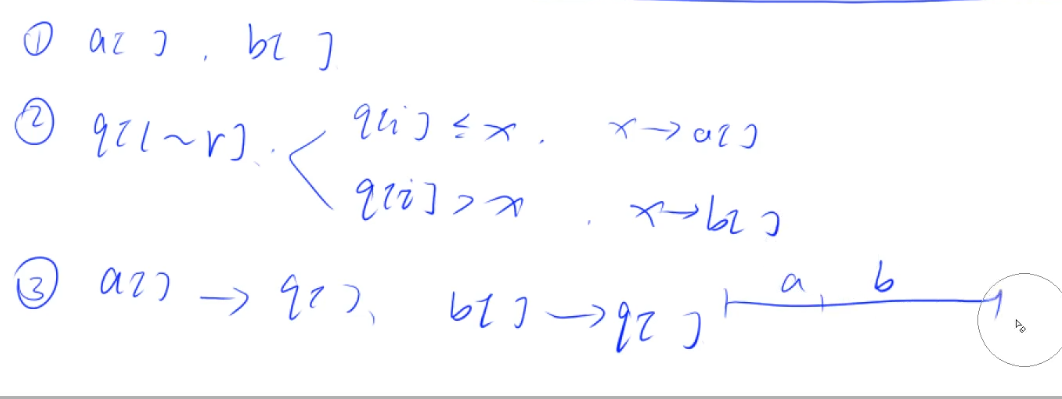 ① a[ ], b[ ]
② q[l~r].
q[i] ≤ x. x→a[ ]
q[i] > x. x→b[ ]
③ a[ ] → q[ ], b[ ] → q[ ]
a b